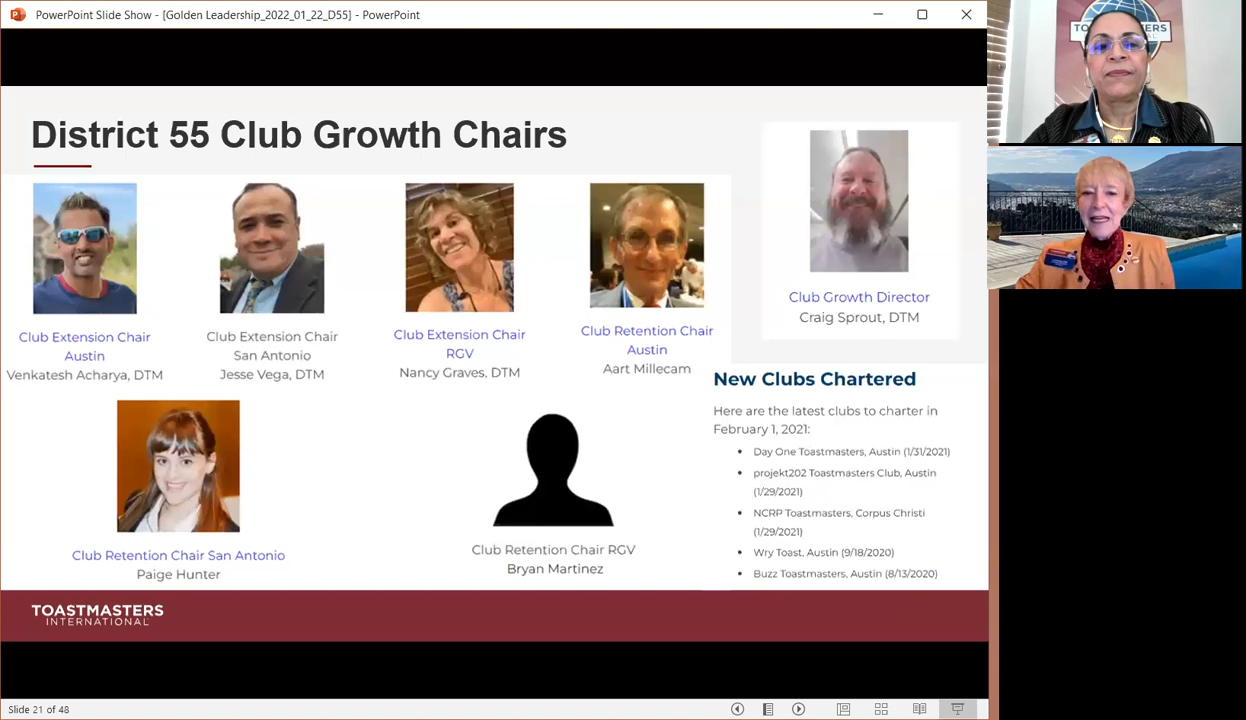 PowerPoint Slide Show - [Golden Leadership_2022_01_22_D55] - PowerPoint
District 55 Club Growth Chairs
Club Extension Chair
Austin
Venkatesh Acharya, DTM
Club Extension Chair
San Antonio
Jesse Vega, DTM
Club Extension Chair
RGV
Nancy Graves, DTM
Club Retention Chair
Austin
Aart Millecam
Club Growth Director
Craig Sprout, DTM
Club Retention Chair San Antonio
Paige Hunter
Club Retention Chair RGV
Bryan Martinez
New Clubs Chartered
Here are the latest clubs to charter in
February 1, 2021:
• Day One Toastmasters, Austin (1/31/2021)
• projekt202 Toastmasters Club, Austin
(1/29/2021)
• NCRP Toastmasters, Corpus Christi
(1/29/2021)
• Wry Toast, Austin (9/18/2020)
• Buzz Toastmasters, Austin (8/13/2020)
TOASTMASTERS
INTERNATIONAL
Slide 21 of 48